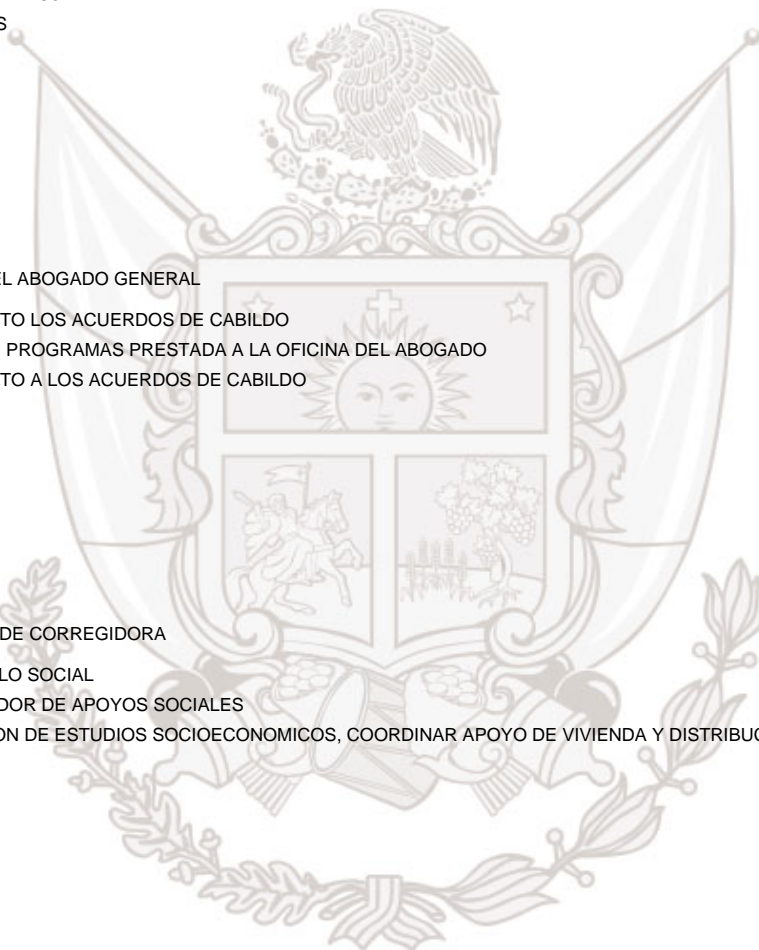 S
EL ABOGADO GENERAL
TO LOS ACUERDOS DE CABILDO
PROGRAMAS PRESTADA A LA OFICINA DEL ABOGADO
TO A LOS ACUERDOS DE CABILDO
DE CORREGIDORA
LO SOCIAL
DOR DE APOYOS SOCIALES
ON DE ESTUDIOS SOCIOECONOMICOS, COORDINAR APOYO DE VIVIENDA Y DISTRIBUC